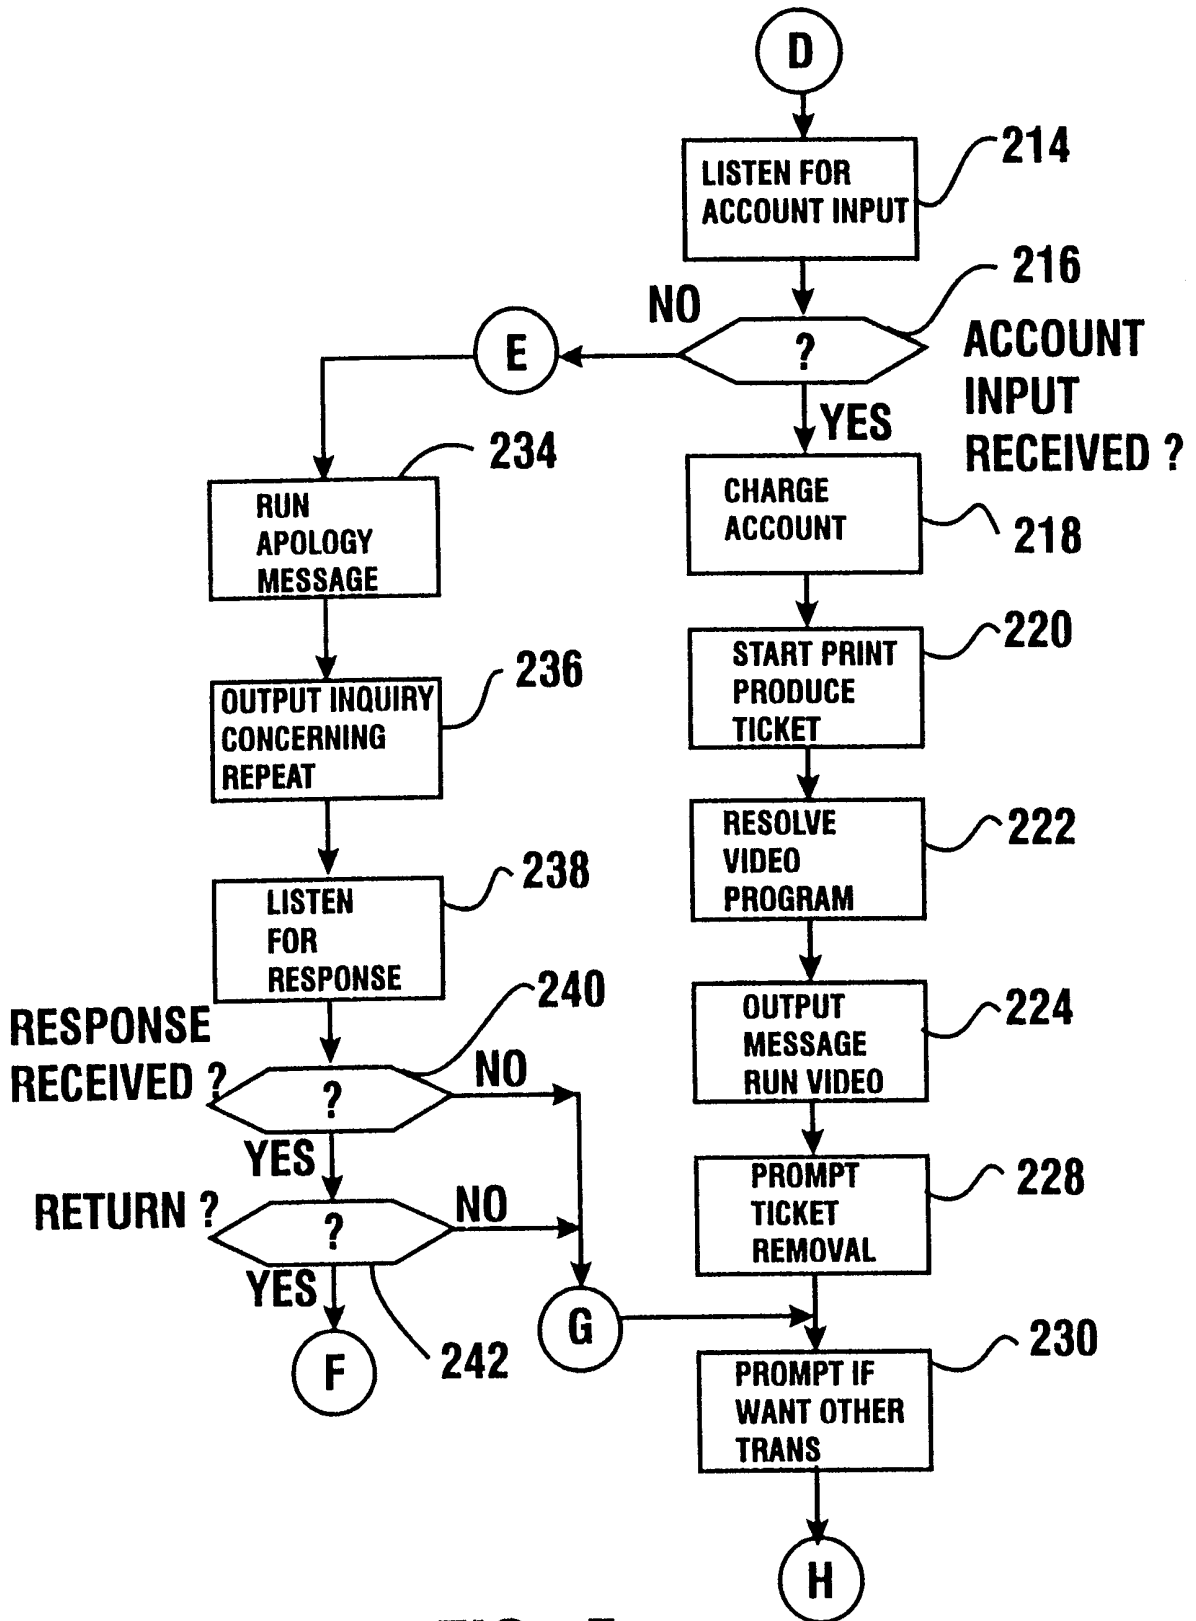 D
LISTEN FOR
ACCOUNT INPUT
214
216
NO
?
ACCOUNT
INPUT
RECEIVED ?
E
YES
234
RUN
APOLOGY
MESSAGE
CHARGE
ACCOUNT
218
220
START PRINT
PRODUCE
TICKET
236
OUTPUT INQUIRY
CONCERNING
REPEAT
RESOLVE
VIDEO
PROGRAM
222
238
LISTEN
FOR
RESPONSE
240
OUTPUT
MESSAGE
RUN VIDEO
224
RESPONSE
RECEIVED ?
?
NO
YES
RETURN ?
?
NO
YES
PROMPT
TICKET
REMOVAL
228
G
F
242
230
PROMPT IF
WANT OTHER
TRANS
H